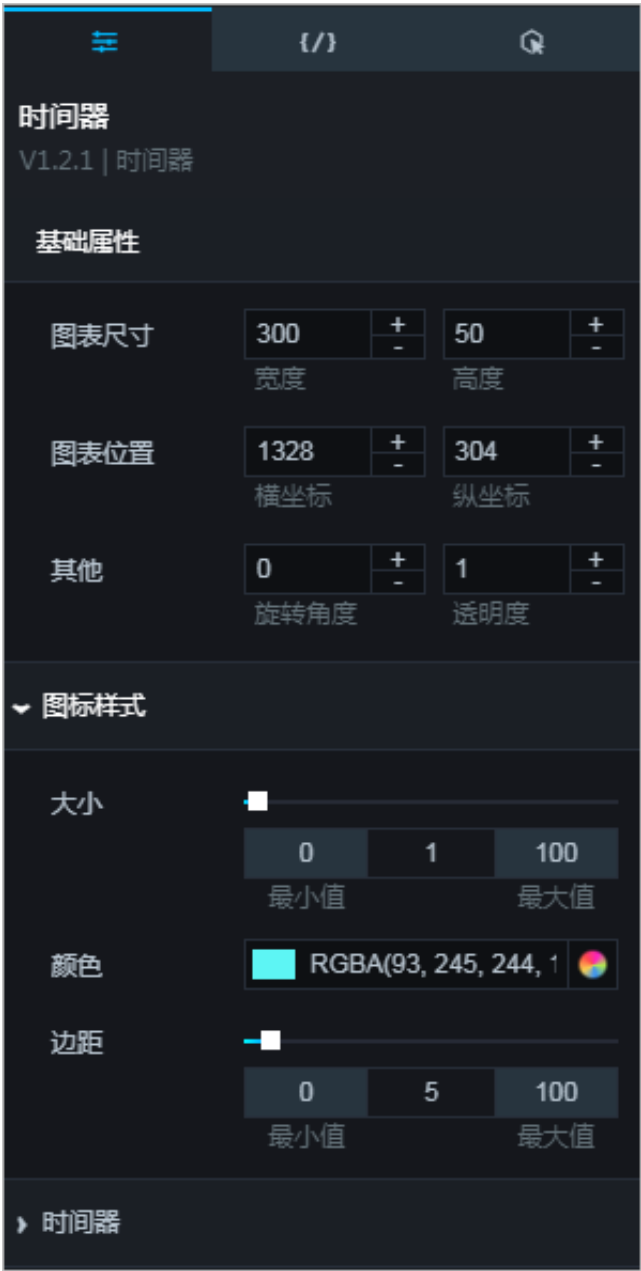 {/}
时间器
V1.2.1 | 时间器
基础属性
图表尺寸 300 + - 50 + -
宽度 高度
图表位置 1328 + - 304 + -
横坐标 纵坐标
其他 0 + - 1 + -
旋转角度 透明度
图标样式
大小
0 1 100
最小值 最大值
颜色 RGBA(93, 245, 244, 1
边距
0 5 100
最小值 最大值
时间器